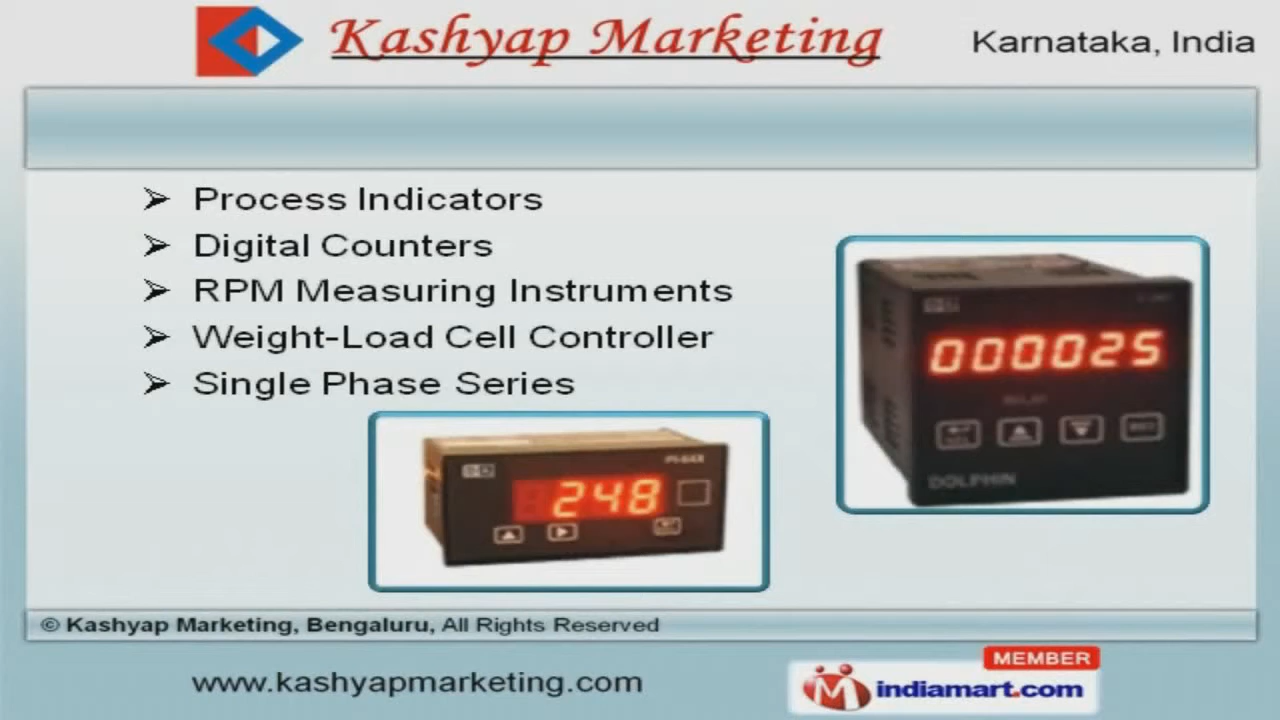 Kashyap Marketing
Karnataka, India
Process Indicators
Digital Counters
RPM Measuring Instruments
Weight-Load Cell Controller
Single Phase Series
000025
DOLPHIN
248
© Kashyap Marketing, Bengaluru, All Rights Reserved
www.kashyapmarketing.com
MEMBER
indiamart.com